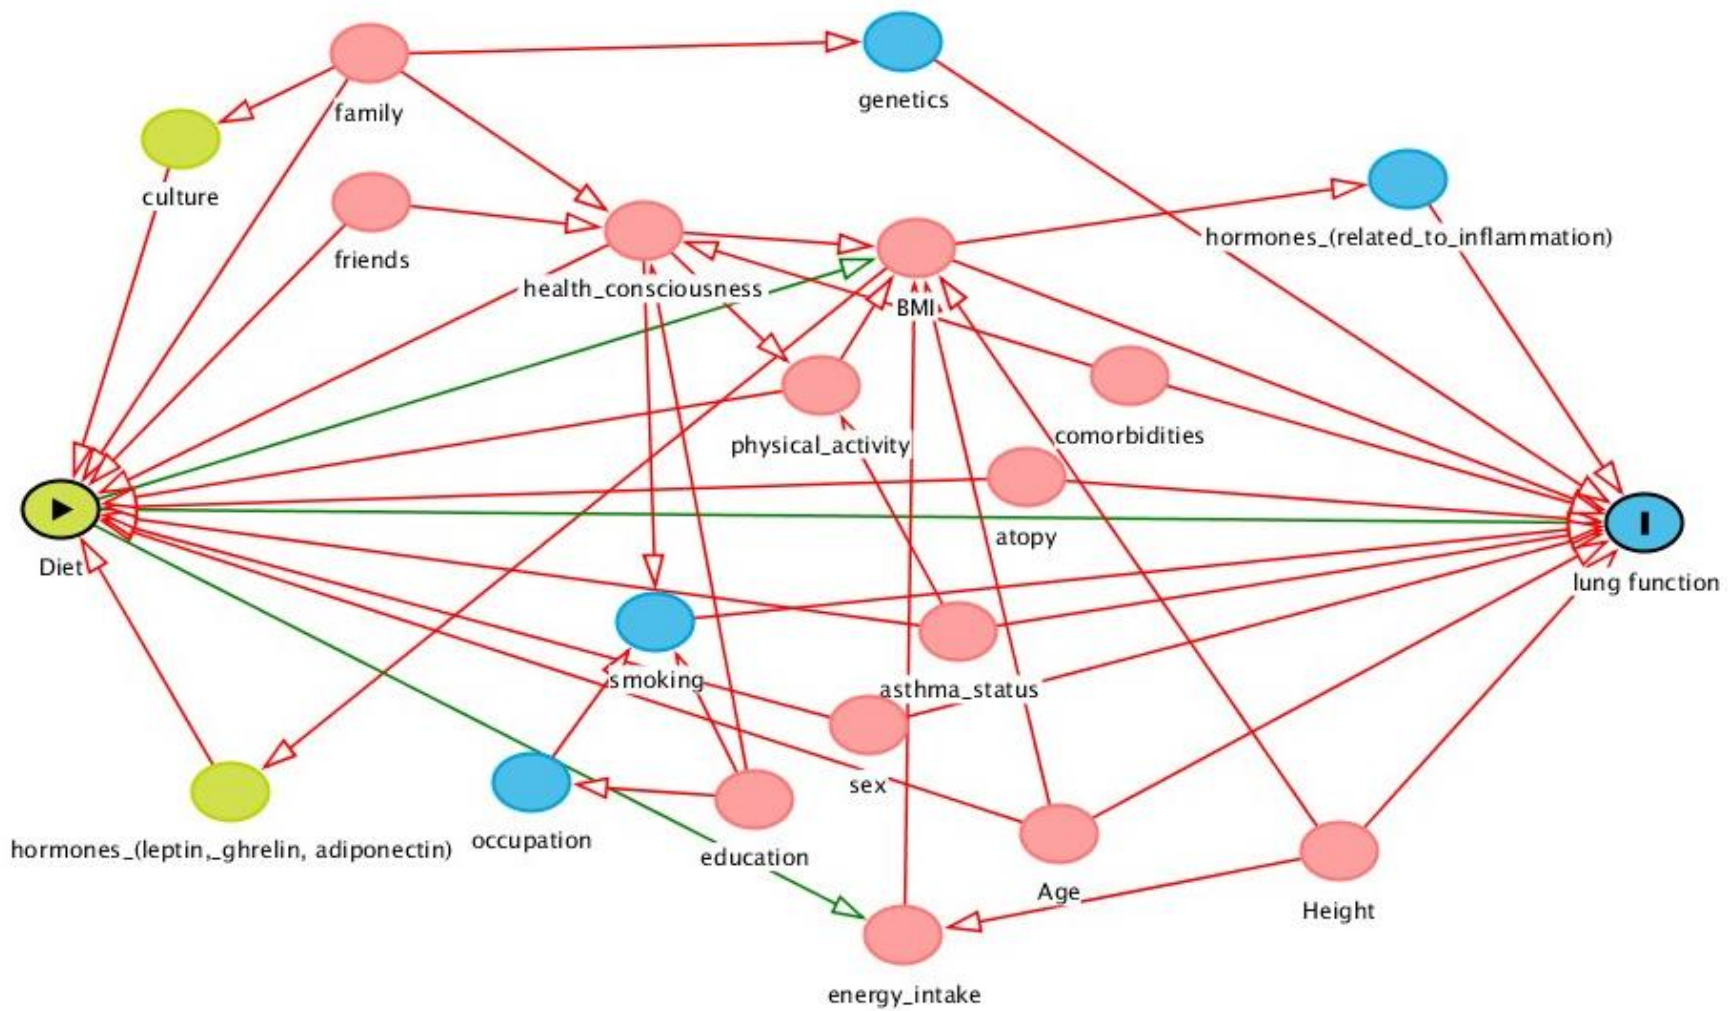 family
genetics
culture
hormones_(related_to_inflammation)
friends
health_consciousness
BMI
comorbidities
physical_activity
atopy
Diet
lung function
smoking
asthma_status
sex
occupation
hormones_(leptin,_ghrelin, adiponectin)
education
Age
Height
energy_intake